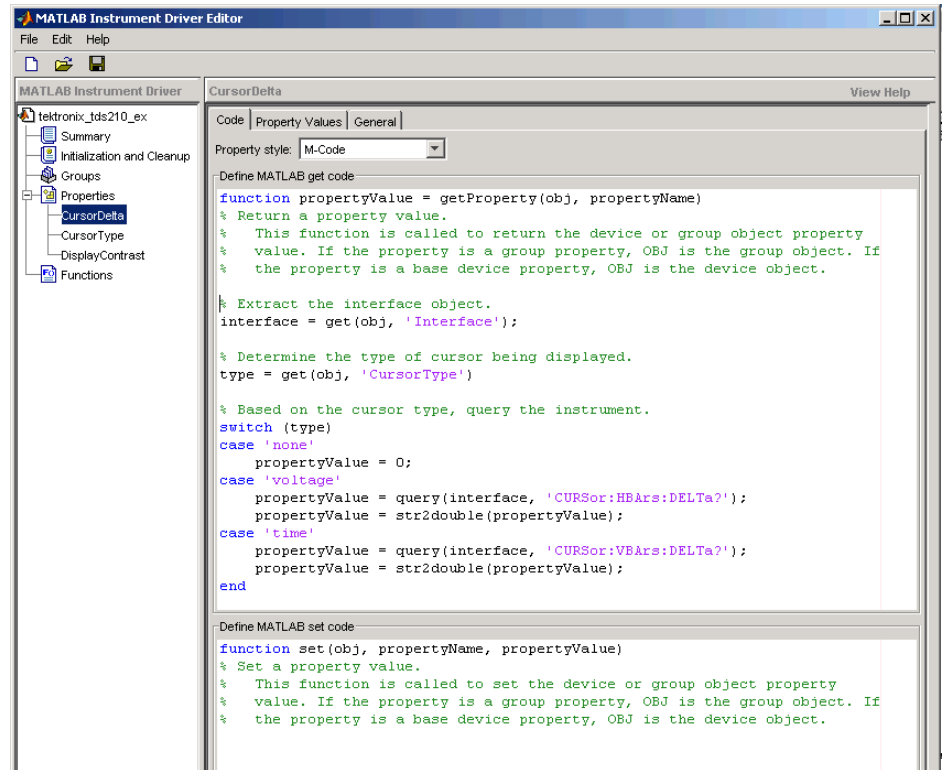 MATLAB Instrument Driver Editor
File Edit Help
MATLAB Instrument Driver
CursorDelta
View Help
tektronix_tds210_ex
Summary
Initialization and Cleanup
Groups
Properties
CursorDelta
CursorType
DisplayContrast
Functions
Code Property Values General
Property style: M-Code
Define MATLAB get code
function propertyValue = getProperty(obj, propertyName)
% Return a property value.
%   This function is called to return the device or group object property
%   value. If the property is a group property, OBJ is the group object. If
%   the property is a base device property, OBJ is the device object.
% Extract the interface object.
interface = get(obj, 'Interface');
% Determine the type of cursor being displayed.
type = get(obj, 'CursorType')
% Based on the cursor type, query the instrument.
switch (type)
case 'none'
    propertyValue = 0;
case 'voltage'
    propertyValue = query(interface, 'CURSor:HBArs:DELTa?');
    propertyValue = str2double(propertyValue);
case 'time'
    propertyValue = query(interface, 'CURSor:VBArs:DELTa?');
    propertyValue = str2double(propertyValue);
end
Define MATLAB set code
function set(obj, propertyName, propertyValue)
% Set a property value.
%   This function is called to set the device or group object property
%   value. If the property is a group property, OBJ is the group object. If
%   the property is a base device property, OBJ is the device object.